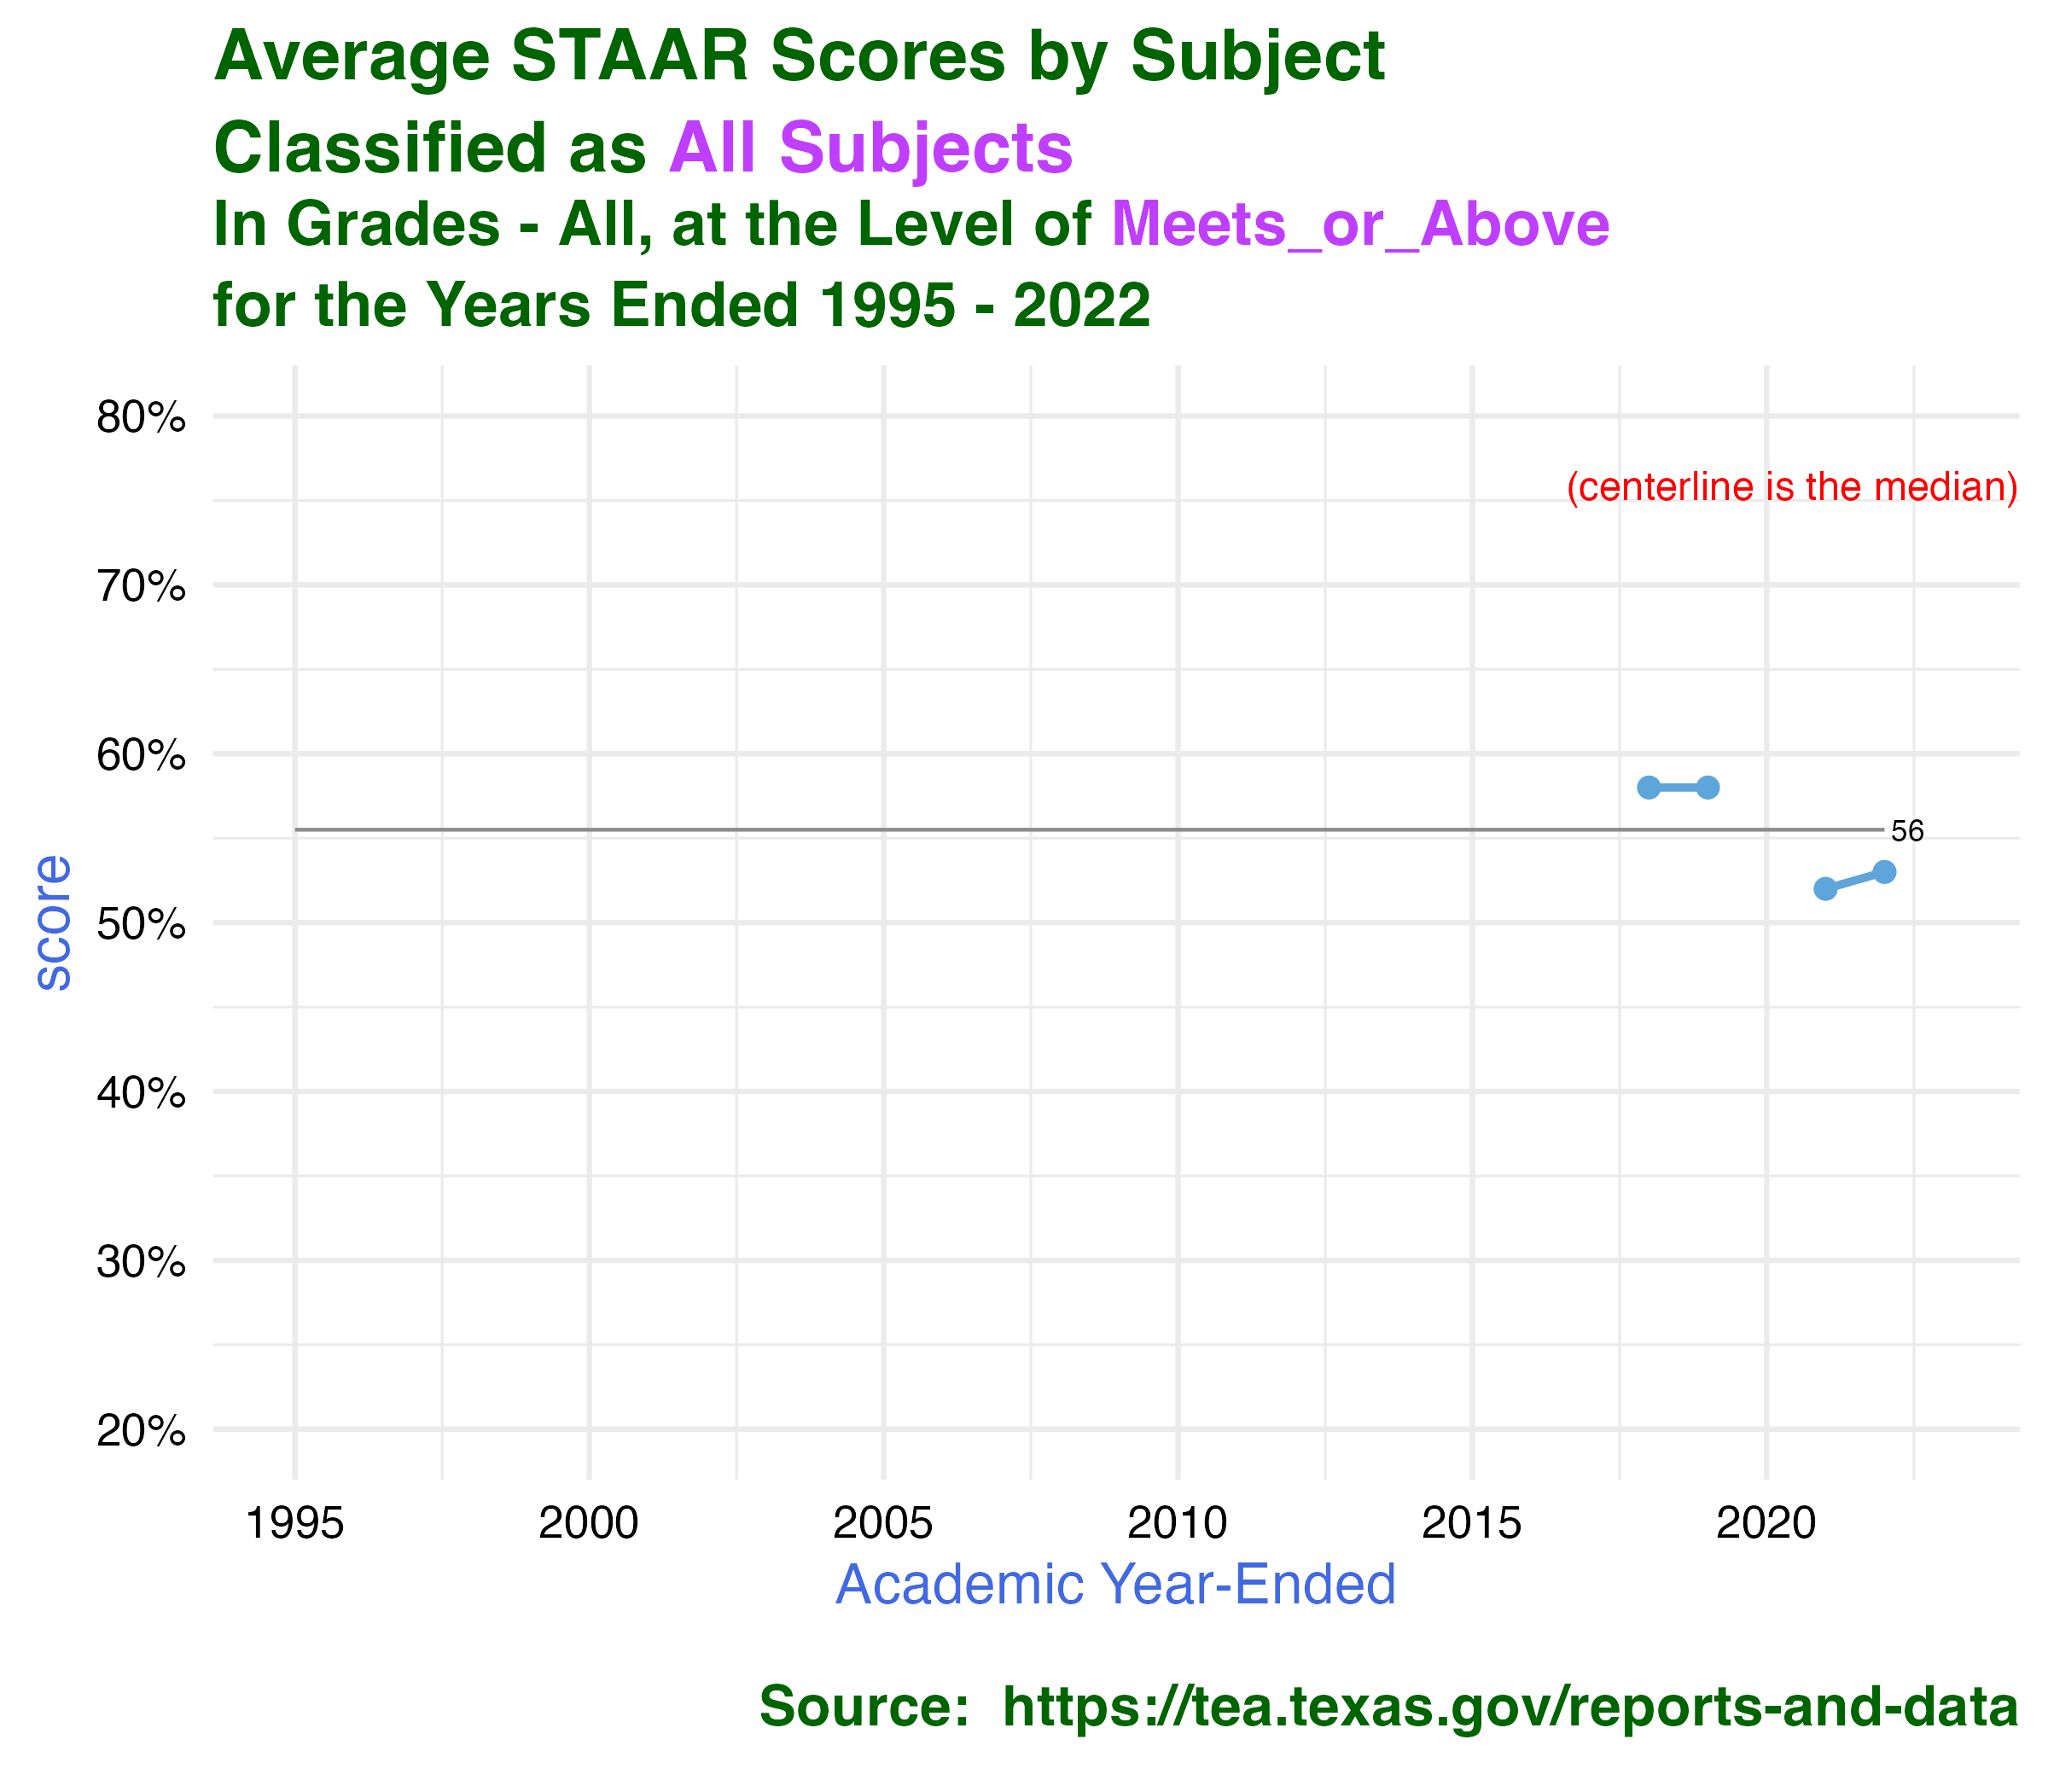 Average STAAR Scores by Subject
Classified as All Subjects
In Grades - All, at the Level of Meets_or_Above
for the Years Ended 1995 - 2022
80%
(centerline is the median)
70%
60%
56
score
50%
40%
30%
20%
1995 2000 2005 2010 2015 2020
Academic Year-Ended
Source:  https://tea.texas.gov/reports-and-data